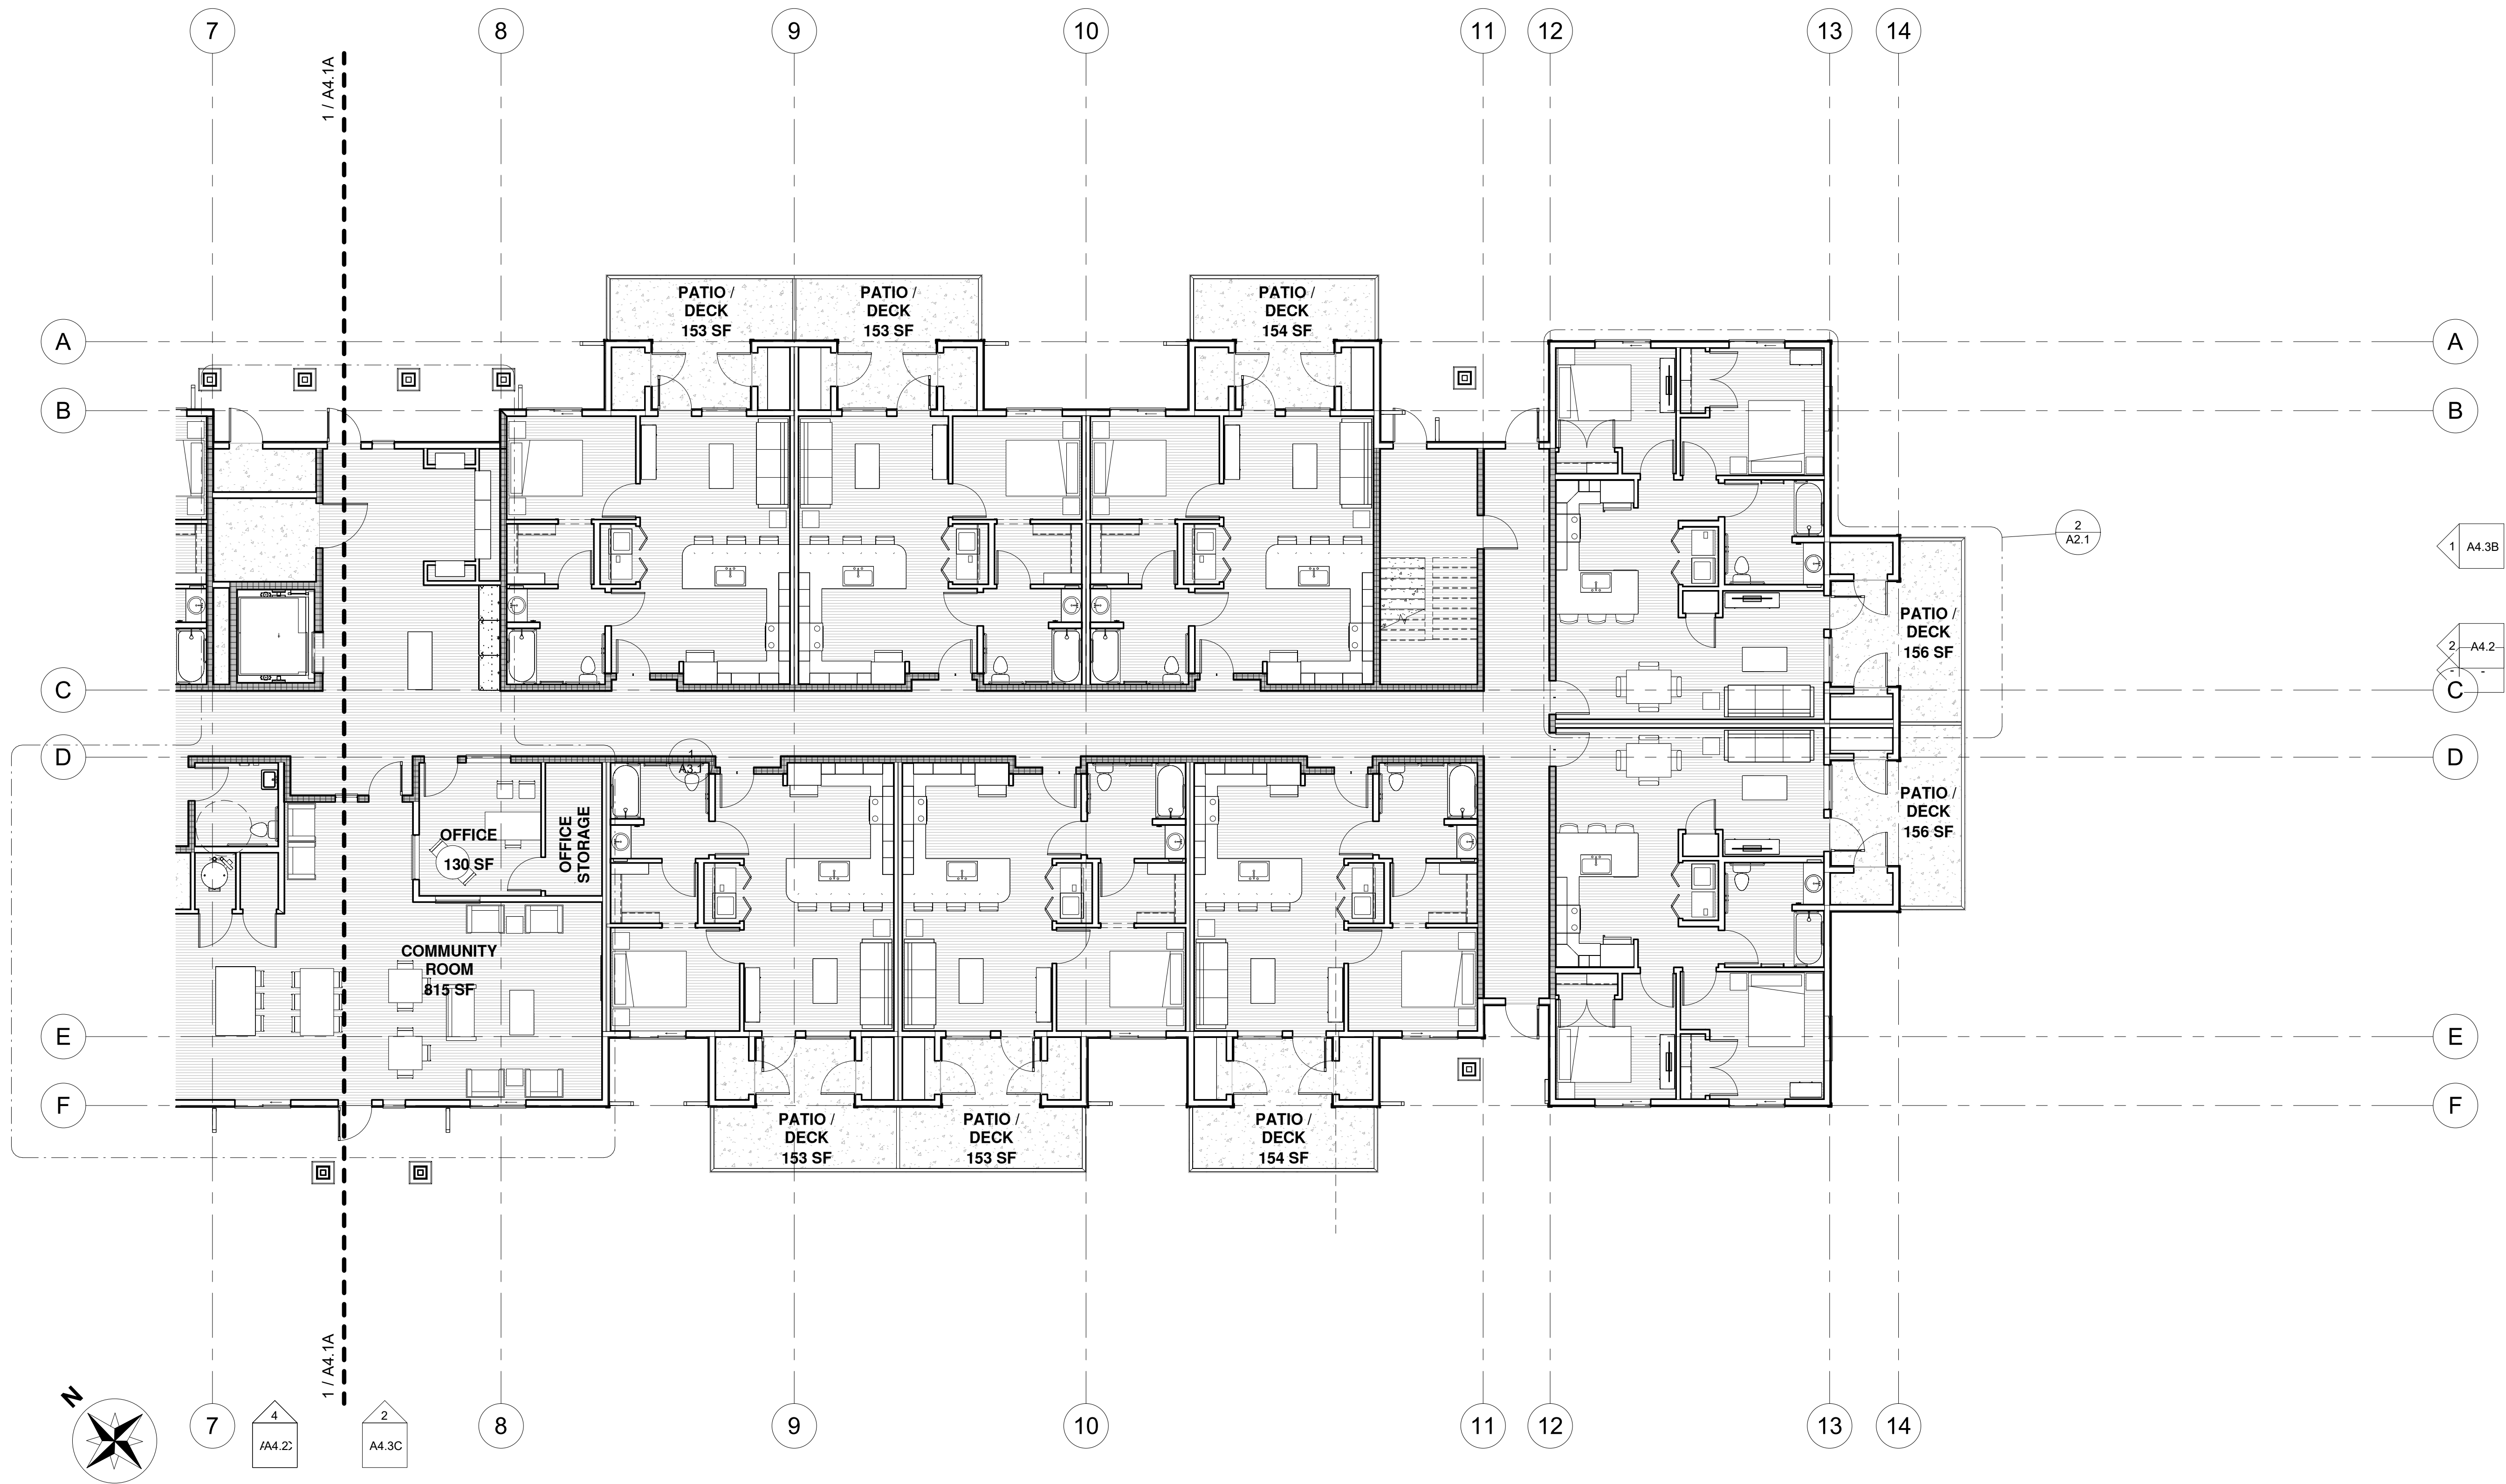 7
8
9
10
11
12
13
14
1 / A4.1A
PATIO /
DECK
153 SF
PATIO /
DECK
153 SF
PATIO /
DECK
154 SF
A
A
B
B
2
A2.1
1
A4.3B
PATIO /
DECK
156 SF
2
A4.2
-
-
C
C
D
D
1
A3.1
PATIO /
DECK
156 SF
OFFICE
130 SF
OFFICE
STORAGE
COMMUNITY
ROOM
815 SF
E
E
F
F
PATIO /
DECK
153 SF
PATIO /
DECK
153 SF
PATIO /
DECK
154 SF
1 / A4.1A
N
7
4
2
A4.3C
8
9
10
11
12
13
14